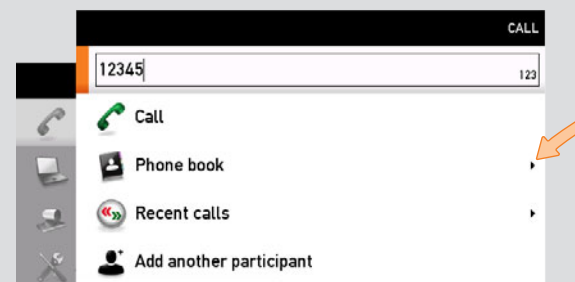 CALL
12345
123
Call
Phone book
Recent calls
Add another participant